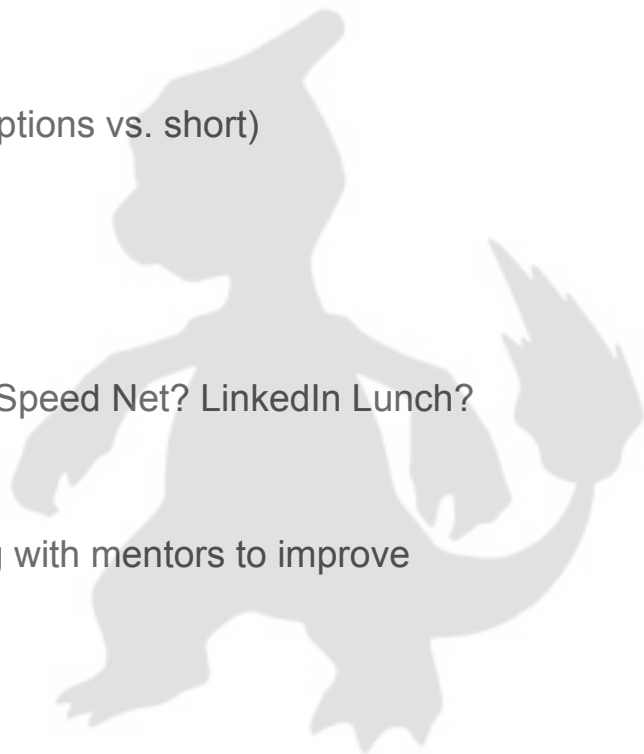 ptions vs. short)
Speed Net? LinkedIn Lunch?
with mentors to improve